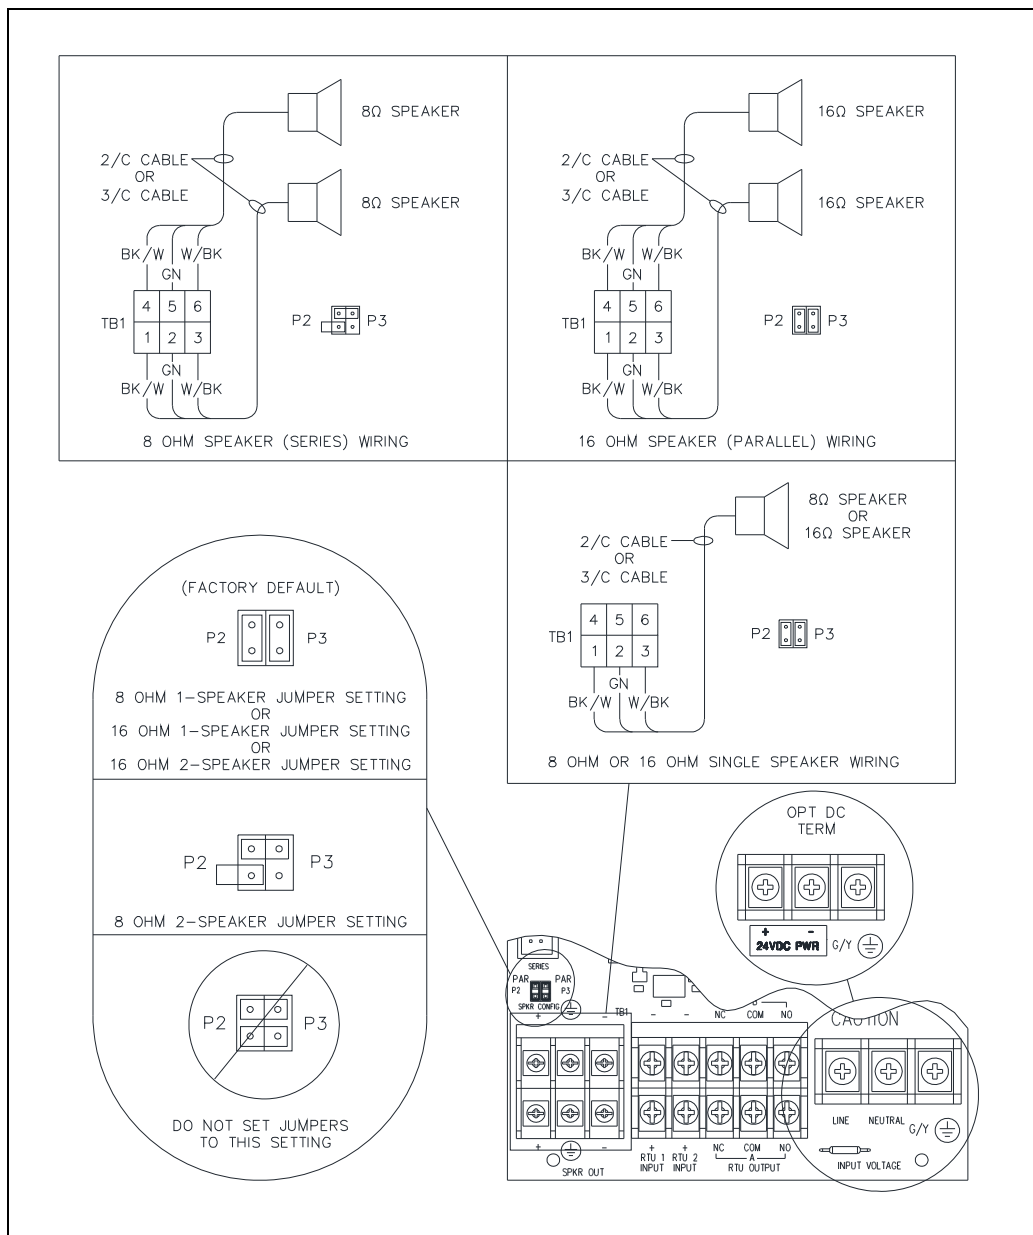 8Ω SPEAKER
2/C CABLE
OR
3/C CABLE
8Ω SPEAKER
BK/W W/BK
GN
4 5 6
TB1
1 2 3
P2 P3
GN
BK/W W/BK
8 OHM SPEAKER (SERIES) WIRING
16Ω SPEAKER
2/C CABLE
OR
3/C CABLE
16Ω SPEAKER
BK/W W/BK
GN
4 5 6
TB1
1 2 3
P2 P3
GN
BK/W W/BK
16 OHM SPEAKER (PARALLEL) WIRING
8Ω SPEAKER
OR
16Ω SPEAKER
2/C CABLE
OR
3/C CABLE
4 5 6
TB1
1 2 3
P2 P3
GN
BK/W W/BK
8 OHM OR 16 OHM SINGLE SPEAKER WIRING
(FACTORY DEFAULT)
P2 P3
8 OHM 1-SPEAKER JUMPER SETTING
OR
16 OHM 1-SPEAKER JUMPER SETTING
OR
16 OHM 2-SPEAKER JUMPER SETTING
P2 P3
8 OHM 2-SPEAKER JUMPER SETTING
P2 P3
DO NOT SET JUMPERS
TO THIS SETTING
OPT DC
TERM
+ -
24VDC PWR G/Y
SERIES
PAR PAR
P2 P3
SPKR CONFIG
+ -
TB1 - - NC COM NO
CAUTION
LINE NEUTRAL G/Y
+ -
SPKR OUT
+ + NC COM NO
RTU 1 RTU 2 A
INPUT INPUT RTU OUTPUT
INPUT VOLTAGE